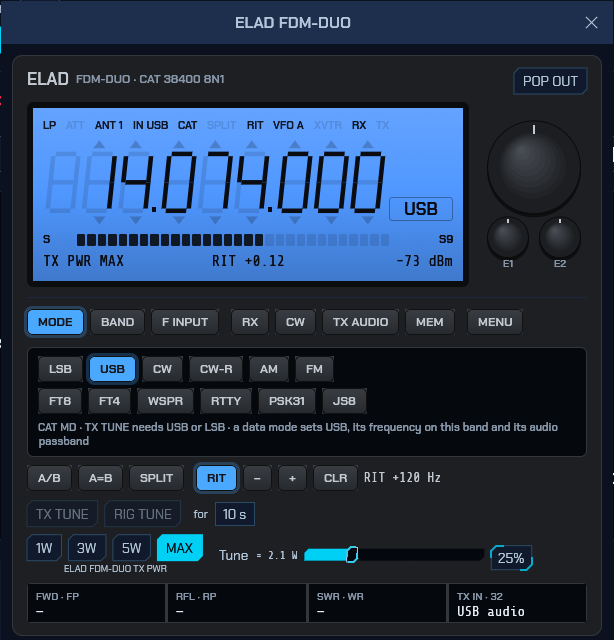 ELAD FDM-DUO
ELAD FDM-DUO · CAT 38400 8N1
POP OUT
LP ATT ANT 1 IN USB CAT SPLIT RIT VFO A XVTR RX TX
14.074.000
USB
S S9
TX PWR MAX RIT +0.12 -73 dBm
E1 E2
MODE BAND F INPUT RX CW TX AUDIO MEM MENU
LSB USB CW CW-R AM FM
FT8 FT4 WSPR RTTY PSK31 JS8
CAT MD · TX TUNE needs USB or LSB · a data mode sets USB, its frequency on this band and its audio
passband
A/B A=B SPLIT RIT − + CLR RIT +120 Hz
TX TUNE RIG TUNE for 10 s
1W 3W 5W MAX Tune = 2.1 W 25%
ELAD FDM-DUO TX PWR
FWD · FP RFL · RP SWR · WR TX IN · 32
– – – USB audio